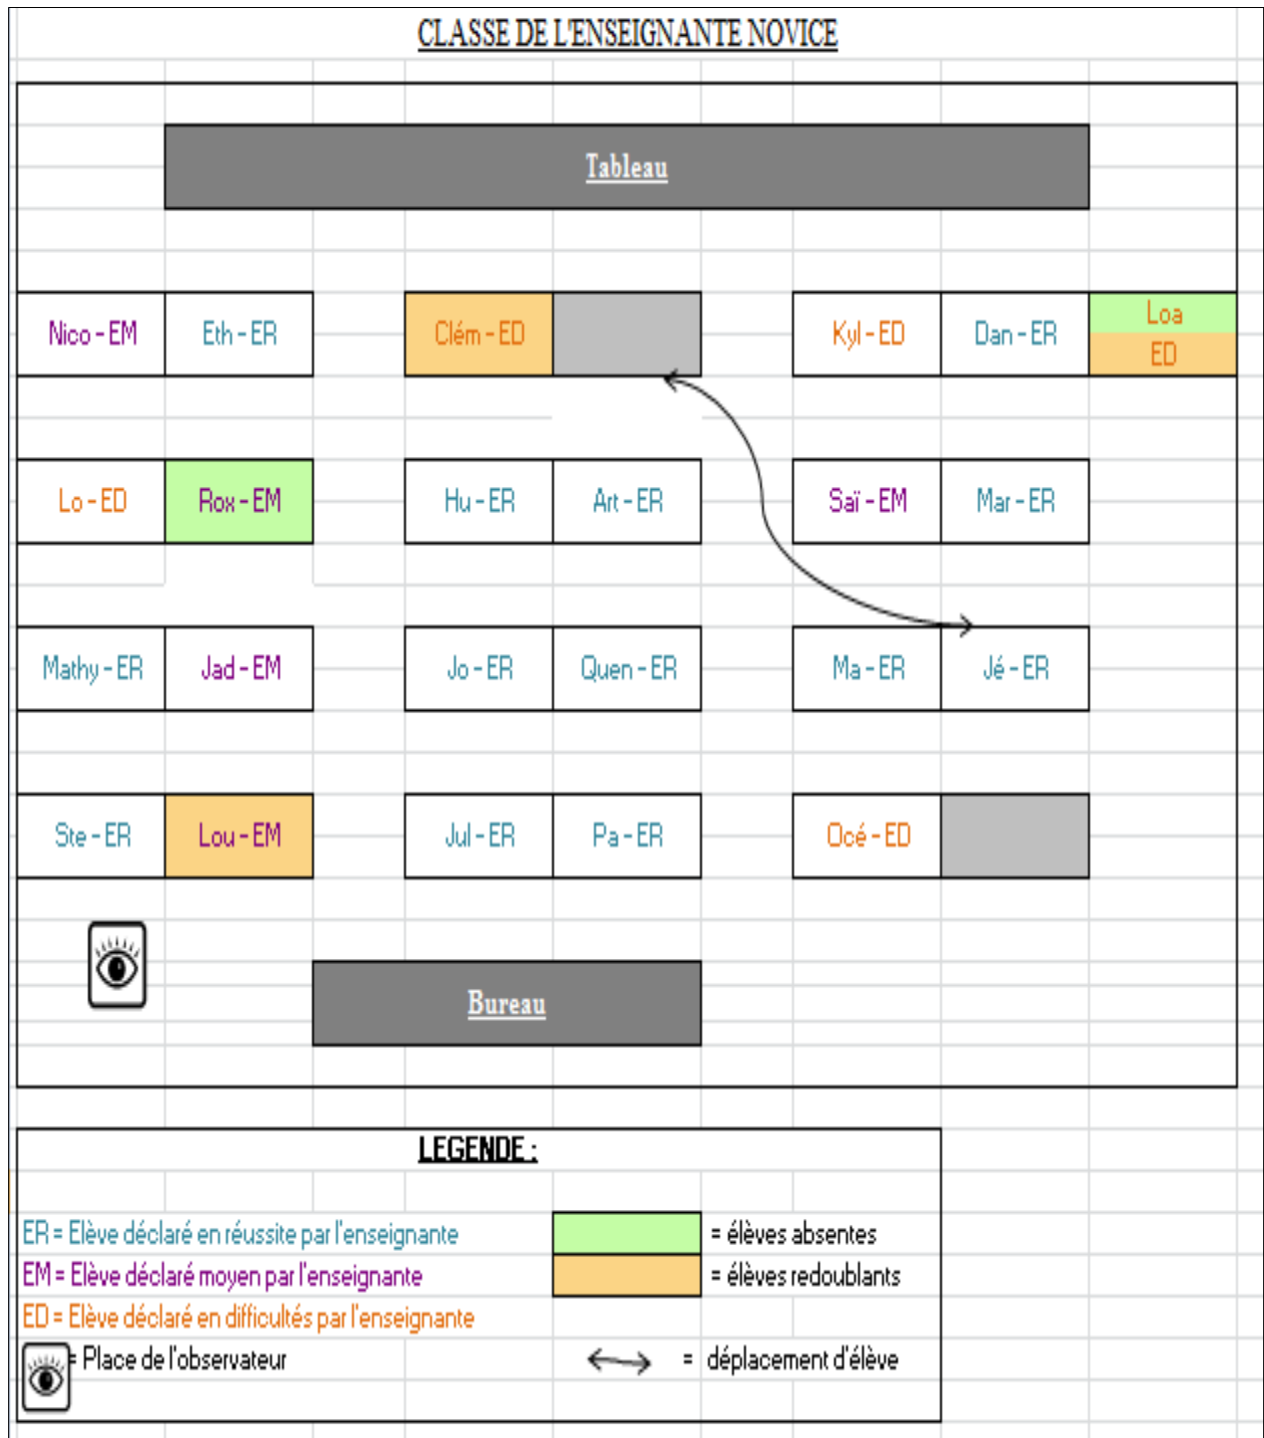 CLASSE DE L'ENSEIGNANTE NOVICE
Tableau
Nico - EM Eth - ER Clém - ED Kyl - ED Dan - ER Loa
ED
Lo - ED Rox - EM Hu - ER Art - ER Saï - EM Mar - ER
Mathy - ER Jad - EM Jo - ER Quen - ER Ma - ER Jé - ER
Ste - ER Lou - EM Jul - ER Pa - ER Océ - ED
Bureau
LEGENDE :
ER = Elève déclaré en réussite par l'enseignante = élèves absentes
EM = Elève déclaré moyen par l'enseignante = élèves redoublants
ED = Elève déclaré en difficultés par l'enseignante
= Place de l'observateur = déplacement d'élève